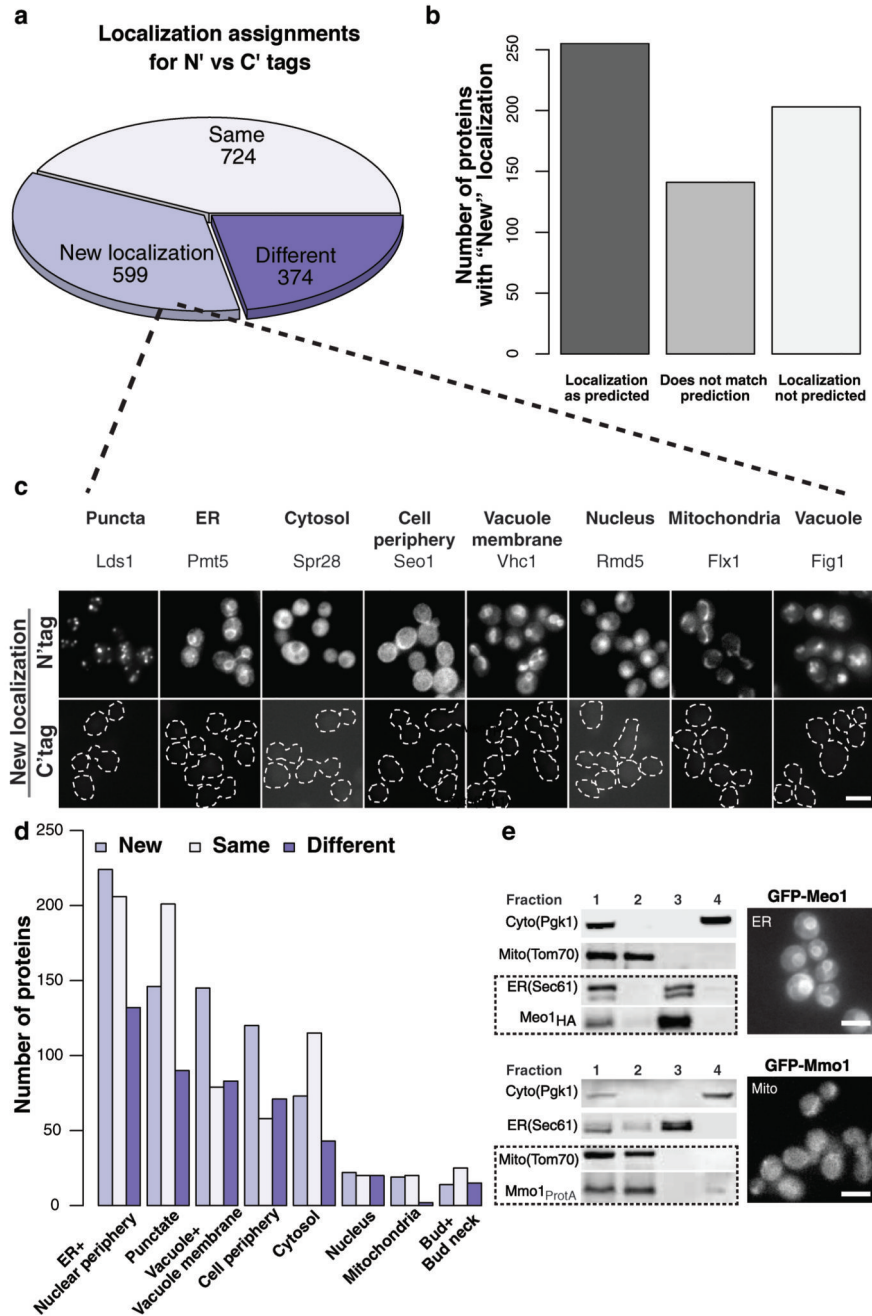 a
Localization assignments
for N' vs C' tags
Same
724
New localization
599
Different
374
b
Number of proteins
with “New” localization
0
50
100
150
200
250
Localization
as predicted
Does not match
prediction
Localization
not predicted
c
Puncta
ER
Cytosol
Cell
periphery
Vacuole
membrane
Nucleus
Mitochondria
Vacuole
Lds1
Pmt5
Spr28
Seo1
Vhc1
Rmd5
Flx1
Fig1
New localization
N'tag
C'tag
d
Number of proteins
250
200
150
100
50
0
New
Same
Different
ER+
Nuclear periphery
Punctate
Vacuole+
Vacuole membrane
Cell periphery
Cytosol
Nucleus
Mitochondria
Bud+
Bud neck
e
Fraction 1 2 3 4
Cyto(Pgk1)
Mito(Tom70)
ER(Sec61)
Meo1HA
GFP-Meo1
ER
Fraction 1 2 3 4
Cyto(Pgk1)
ER(Sec61)
Mito(Tom70)
Mmo1ProtA
GFP-Mmo1
Mito